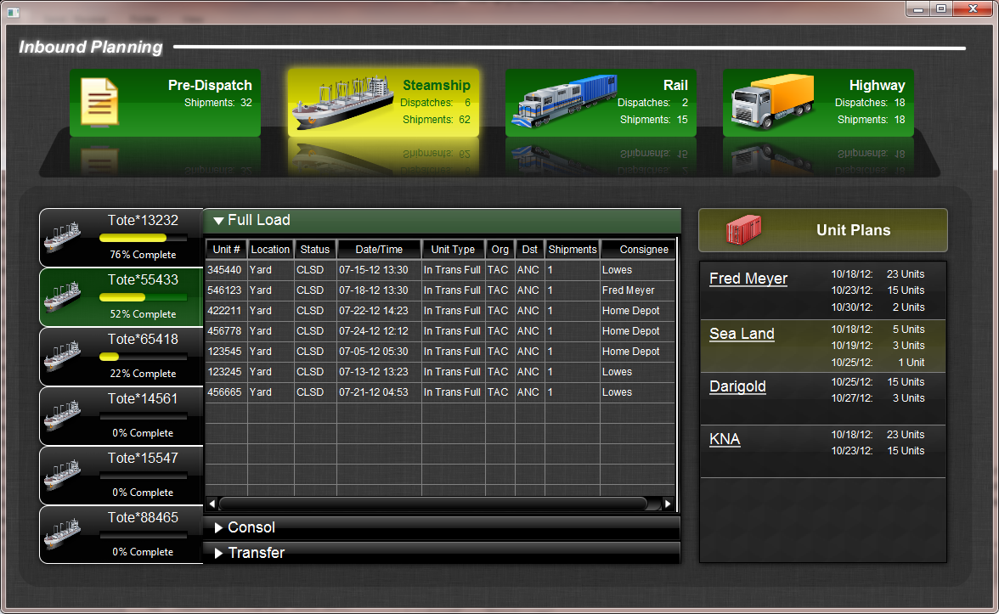 Inbound Planning
Pre-Dispatch
Shipments: 32
Steamship
Dispatches: 6
Shipments: 62
Rail
Dispatches: 2
Shipments: 15
Highway
Dispatches: 18
Shipments: 18
Tote*13232
76% Complete
Tote*55433
52% Complete
Tote*65418
22% Complete
Tote*14561
0% Complete
Tote*15547
0% Complete
Tote*88465
0% Complete
Full Load
Unit # Location Status Date/Time Unit Type Org Dst Shipments Consignee
345440 Yard CLSD 07-15-12 13:30 In Trans Full TAC ANC 1 Lowes
546123 Yard CLSD 07-18-12 13:30 In Trans Full TAC ANC 1 Fred Meyer
422211 Yard CLSD 07-22-12 14:23 In Trans Full TAC ANC 1 Home Depot
456778 Yard CLSD 07-24-12 12:12 In Trans Full TAC ANC 1 Home Depot
123545 Yard CLSD 07-05-12 05:30 In Trans Full TAC ANC 1 Home Depot
123245 Yard CLSD 07-13-12 13:23 In Trans Full TAC ANC 1 Lowes
456665 Yard CLSD 07-21-12 04:53 In Trans Full TAC ANC 1 Lowes
Consol
Transfer
Unit Plans
Fred Meyer 10/18/12: 23 Units
10/23/12: 15 Units
10/30/12: 2 Units
Sea Land 10/18/12: 5 Units
10/19/12: 3 Units
10/25/12: 1 Unit
Darigold 10/25/12: 15 Units
10/27/12: 3 Units
KNA 10/18/12: 23 Units
10/23/12: 15 Units